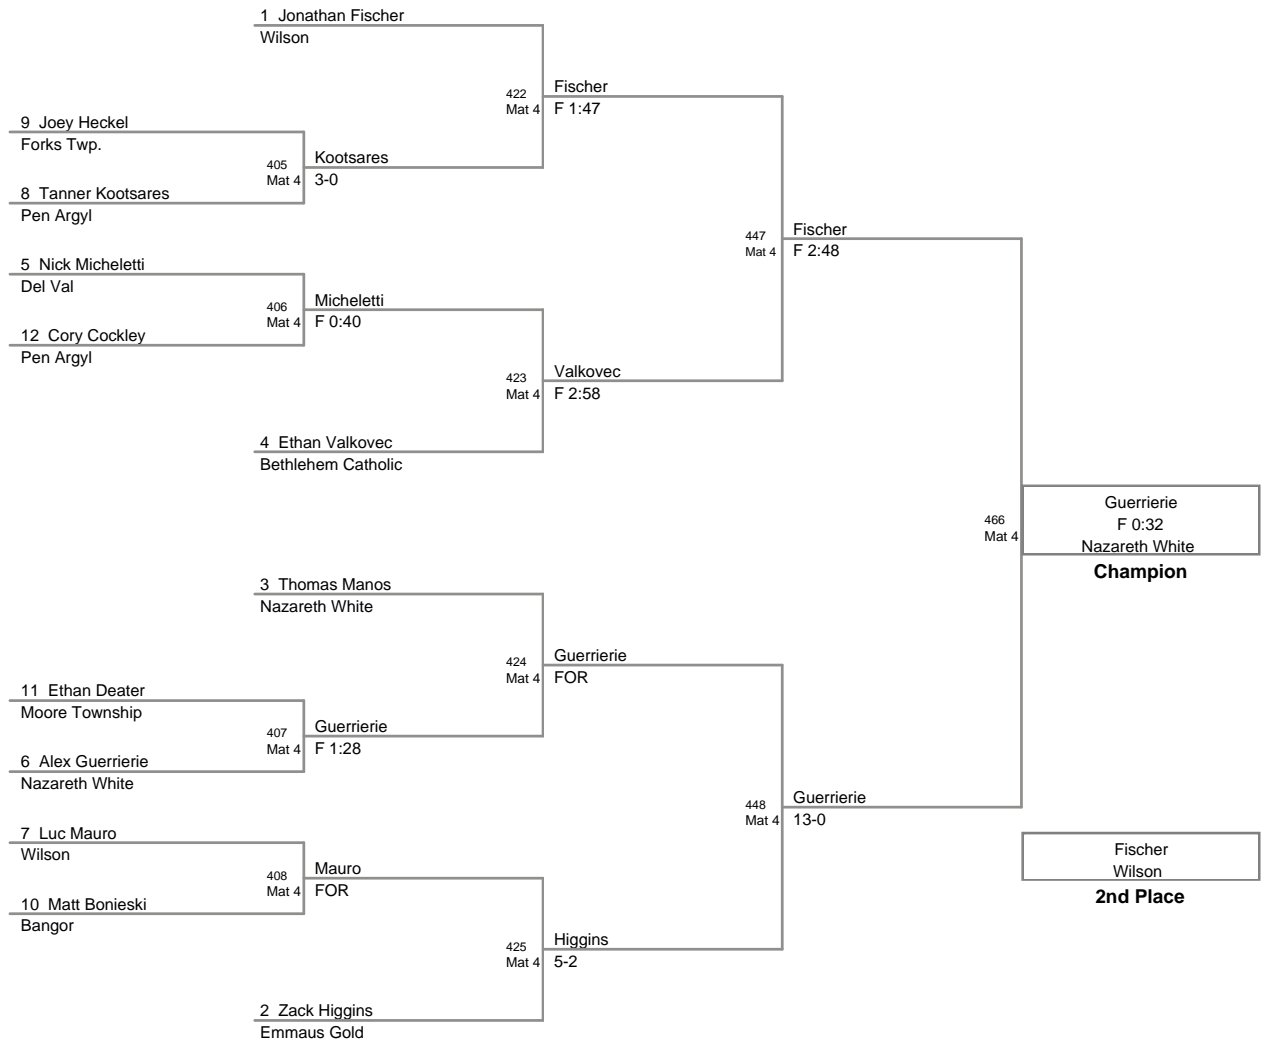 1 Jonathan Fischer
Wilson
422
Mat 4
Fischer
F 1:47
9 Joey Heckel
Forks Twp.
405
Mat 4
Kootsares
3-0
8 Tanner Kootsares
Pen Argyl
447
Mat 4
Fischer
F 2:48
5 Nick Micheletti
Del Val
406
Mat 4
Micheletti
F 0:40
12 Cory Cockley
Pen Argyl
423
Mat 4
Valkovec
F 2:58
4 Ethan Valkovec
Bethlehem Catholic
466
Mat 4
Guerrierie
F 0:32
Nazareth White
Champion
3 Thomas Manos
Nazareth White
424
Mat 4
Guerrierie
FOR
11 Ethan Deater
Moore Township
407
Mat 4
Guerrierie
F 1:28
6 Alex Guerrierie
Nazareth White
448
Mat 4
Guerrierie
13-0
7 Luc Mauro
Wilson
408
Mat 4
Mauro
FOR
10 Matt Bonieski
Bangor
Fischer
Wilson
2nd Place
425
Mat 4
Higgins
5-2
2 Zack Higgins
Emmaus Gold